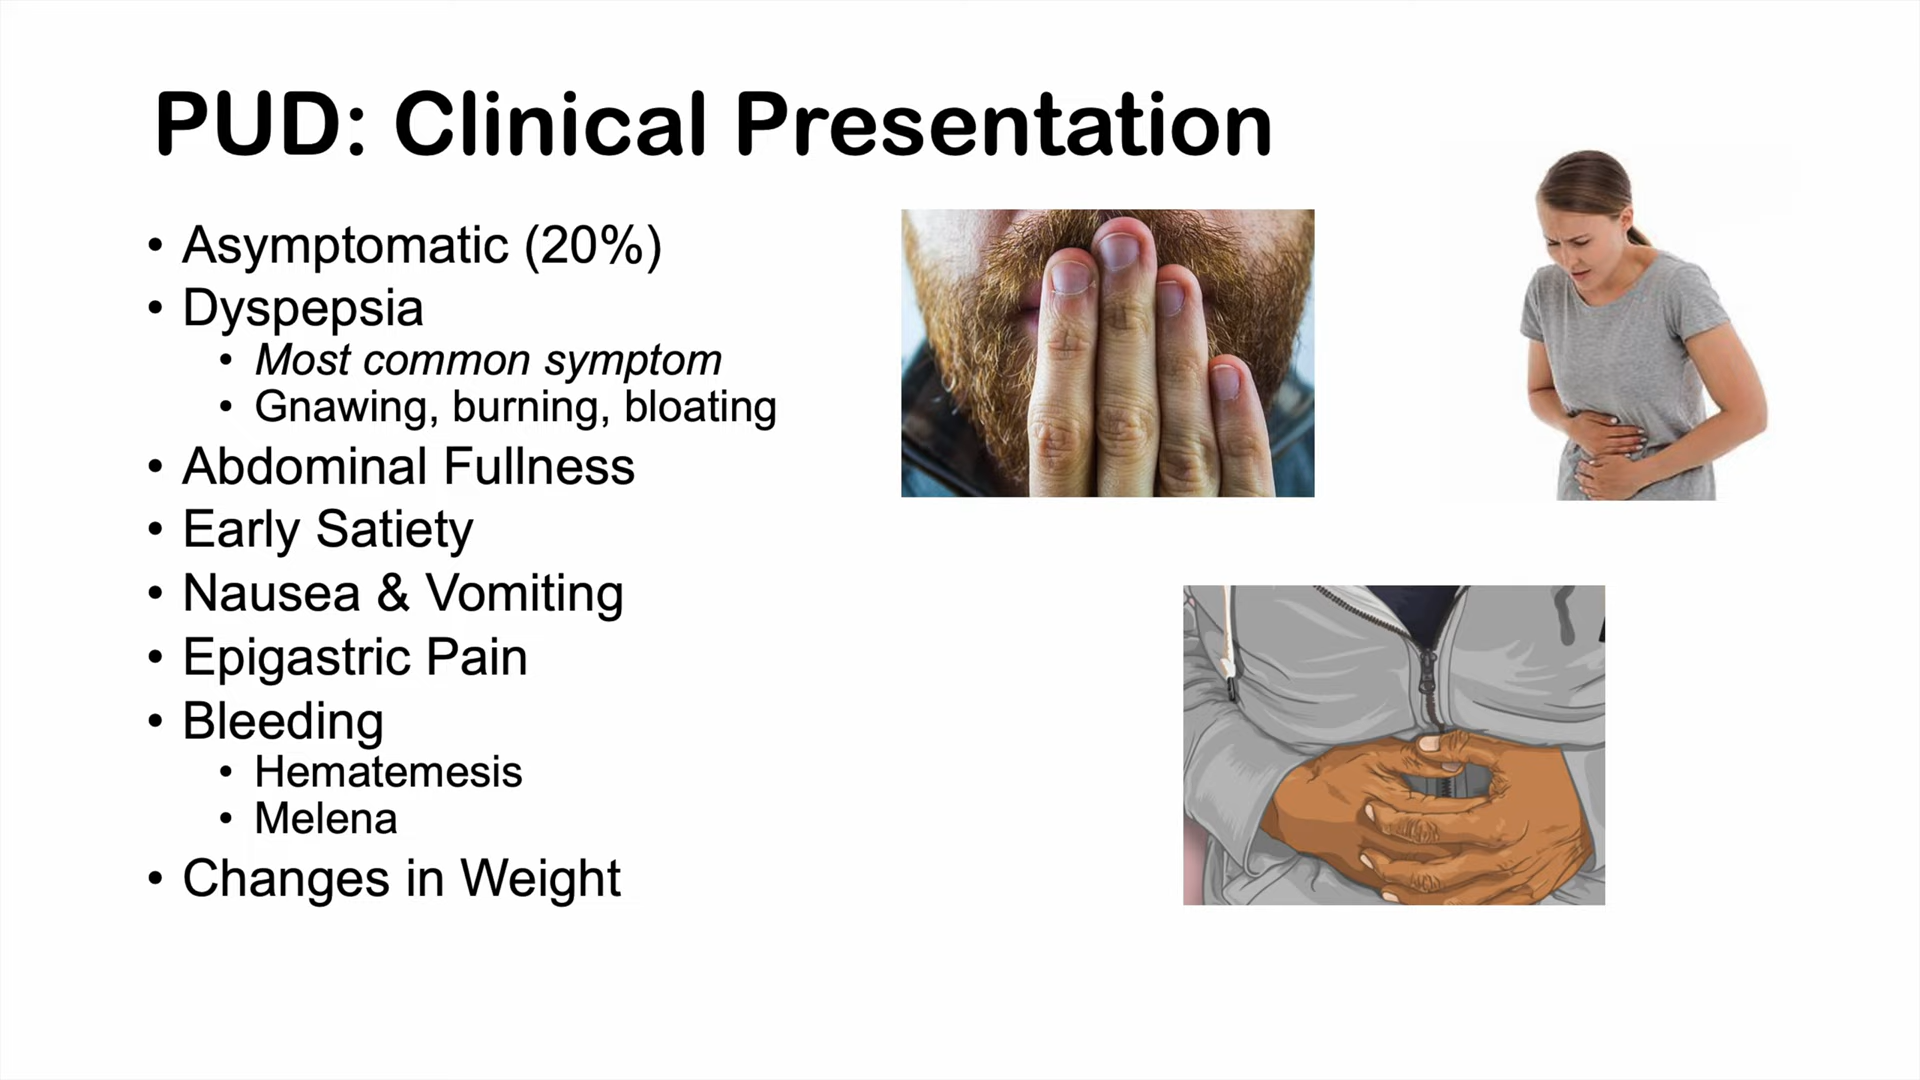 PUD: Clinical Presentation
• Asymptomatic (20%)
• Dyspepsia
• Most common symptom
• Gnawing, burning, bloating
• Abdominal Fullness
• Early Satiety
• Nausea & Vomiting
• Epigastric Pain
• Bleeding
• Hematemesis
• Melena
• Changes in Weight